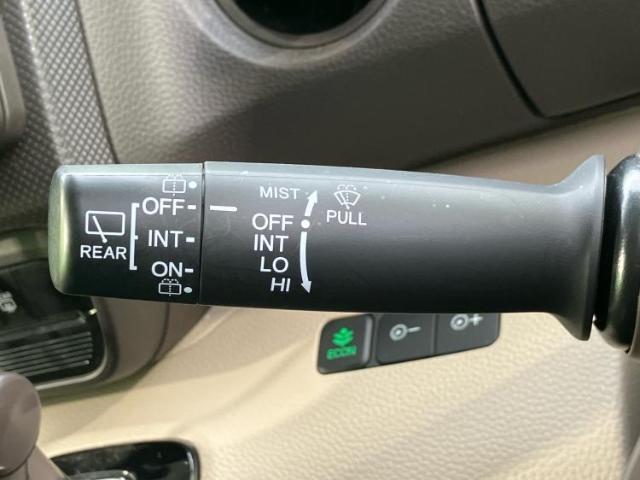 OFF
INT
ON
REAR
MIST
OFF
INT
LO
HI
PULL
ECON